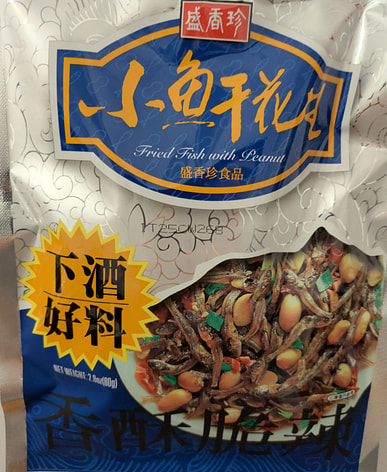 盛香珍
小魚干花生
Fried Fish with Peanut
盛香珍食品
下酒
好料
NET WEIGHT: 2.8oz(80g)
香酥脆辣